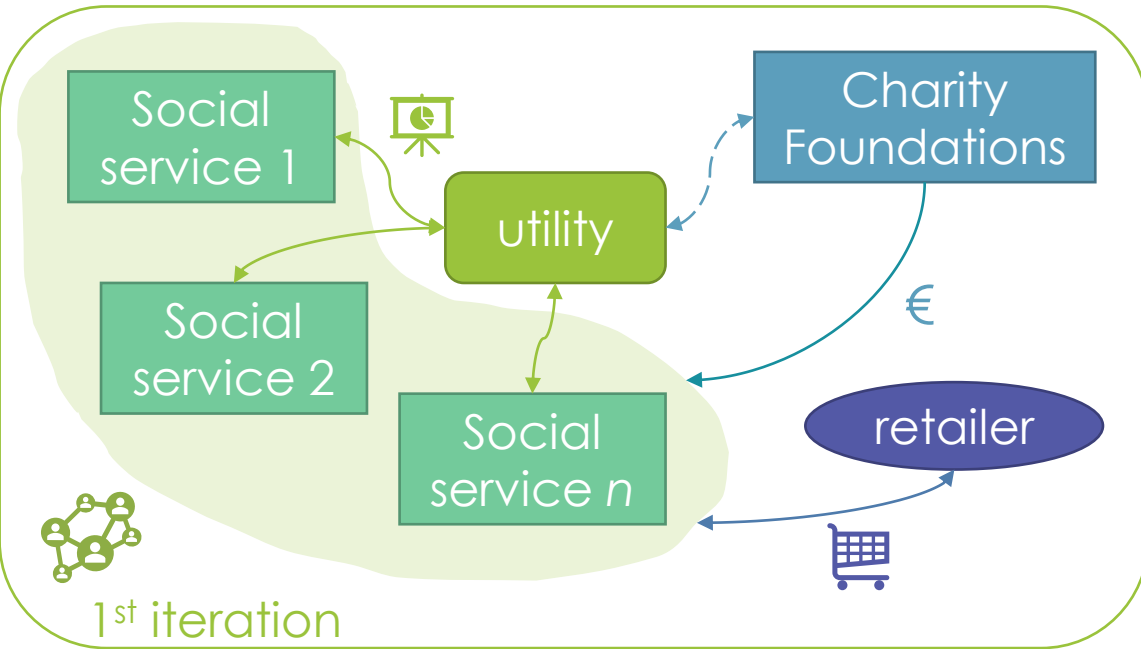 Social
service 1
Charity
Foundations
utility
Social
service 2
€
Social
service n
retailer
1st iteration